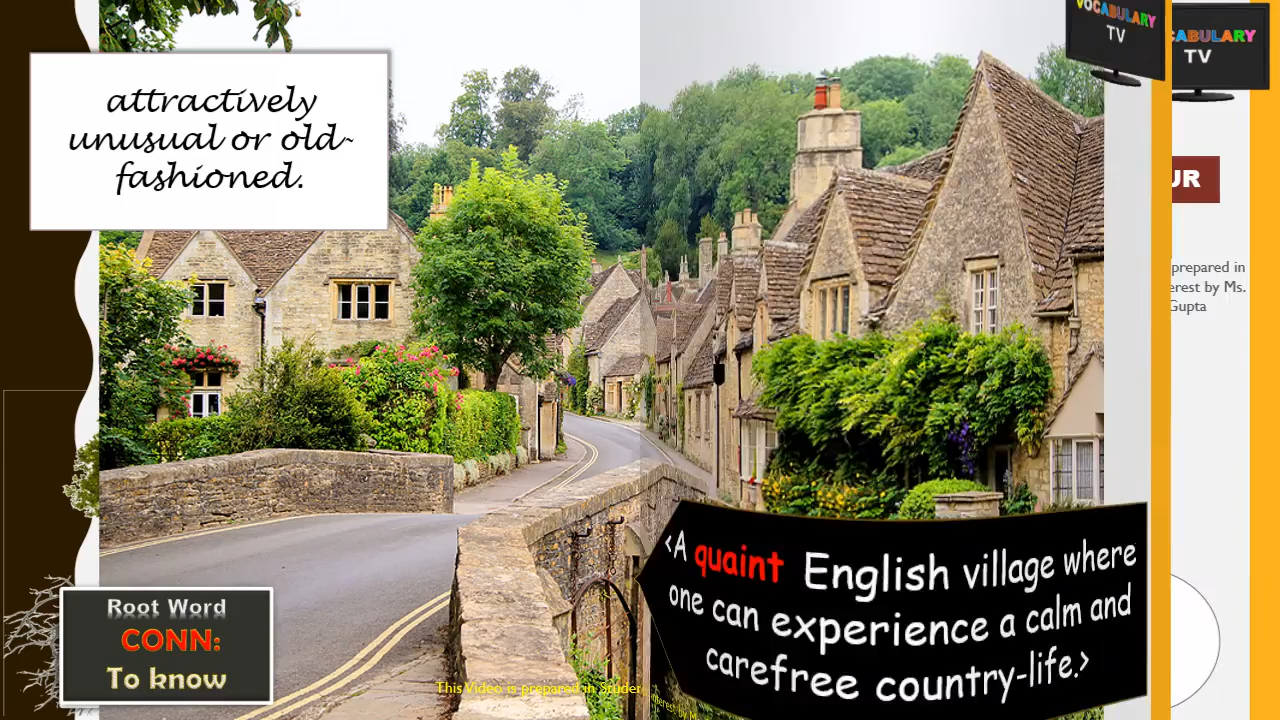 attractively
unusual or old-
fashioned.
VOCABULARY
TV
CABULARY
TV
UR
prepared in
erest by Ms.
Gupta
Root Word
CONN:
To know
<A quaint English village where
one can experience a calm and
carefree country-life.>
This Video is prepared in Studen